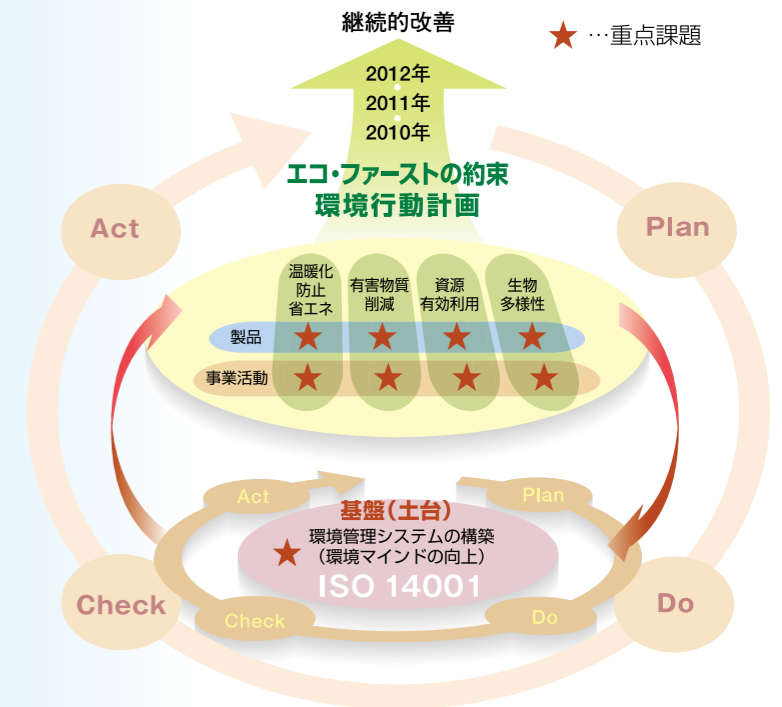 継続的改善
★ …重点課題
2012年
2011年
2010年
エコ・ファーストの約束
環境行動計画
Act
Plan
温暖化
防止
省エネ
有害物質
削減
資源
有効利用
生物
多様性
製品
事業活動
Act
Plan
基盤(土台)
環境管理システムの構築
(環境マインドの向上)
ISO 14001
Check
Do
Check
Do